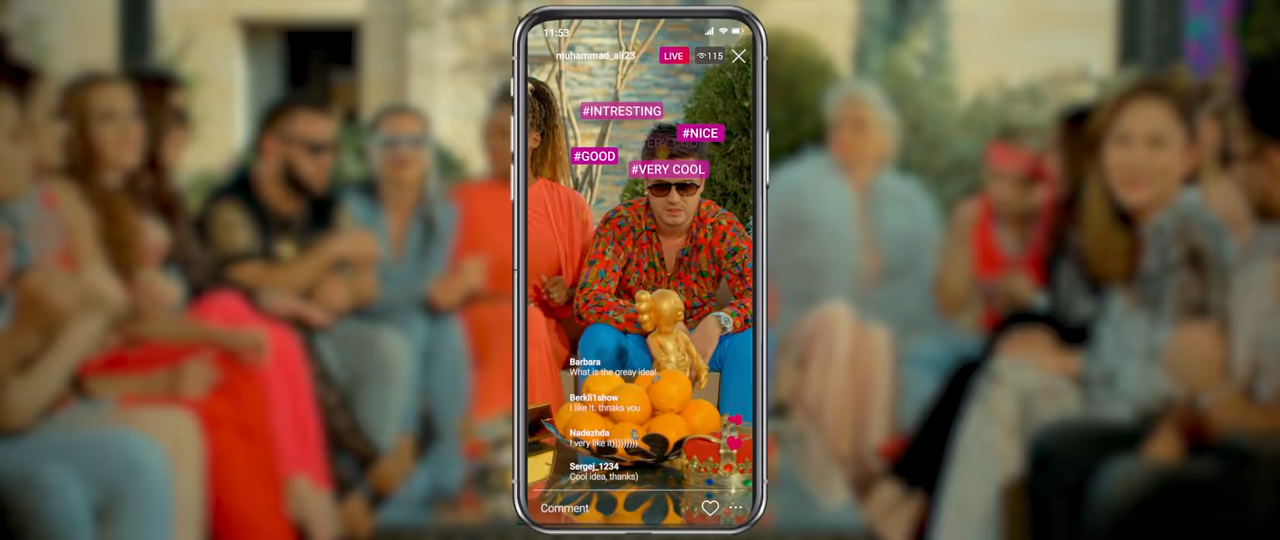 11:53
muhammad_ali23
LIVE
115
#INTRESTING
#NICE
#GOOD
#VERY COOL
Barbara
What is the greay idea!
Berkli1show
I like it. thnaks you
Nadezhda
I very like it)))))))))
Sergej_1234
Cool idea, thanks)
Comment